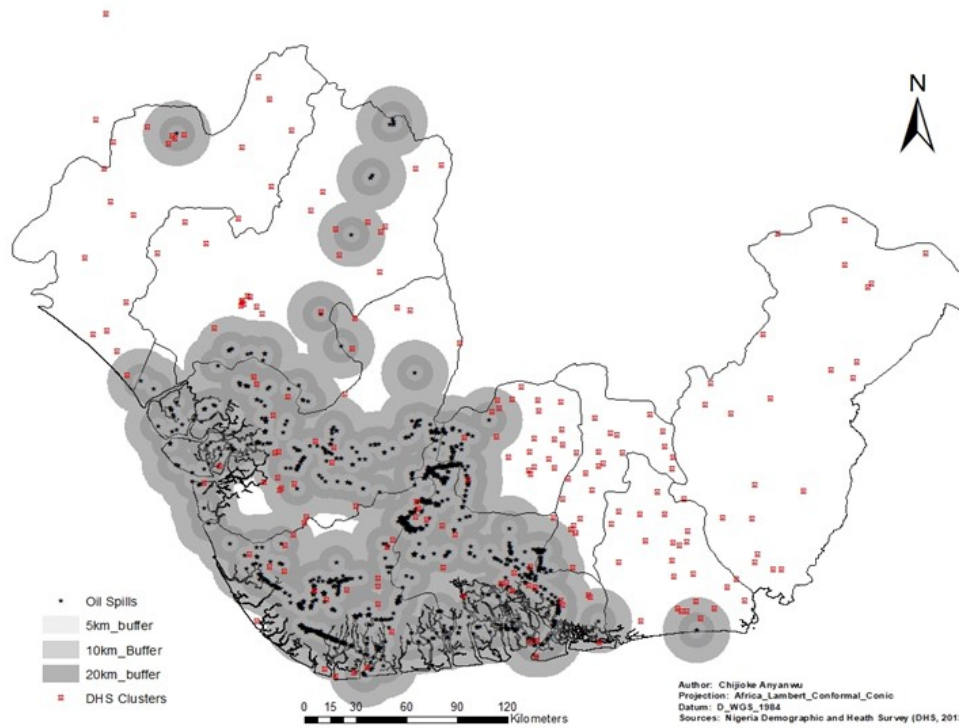 N
Oil Spills
5km_buffer
10km_Buffer
20km_buffer
DHS Clusters
0 15 30 60 90 120
Kilometers
Author: Chijioke Anyanwu
Projection: Africa_Lambert_Conformal_Conic
Datum: D_WGS_1984
Sources: Nigeria Demographic and Heath Survey (DHS, 201